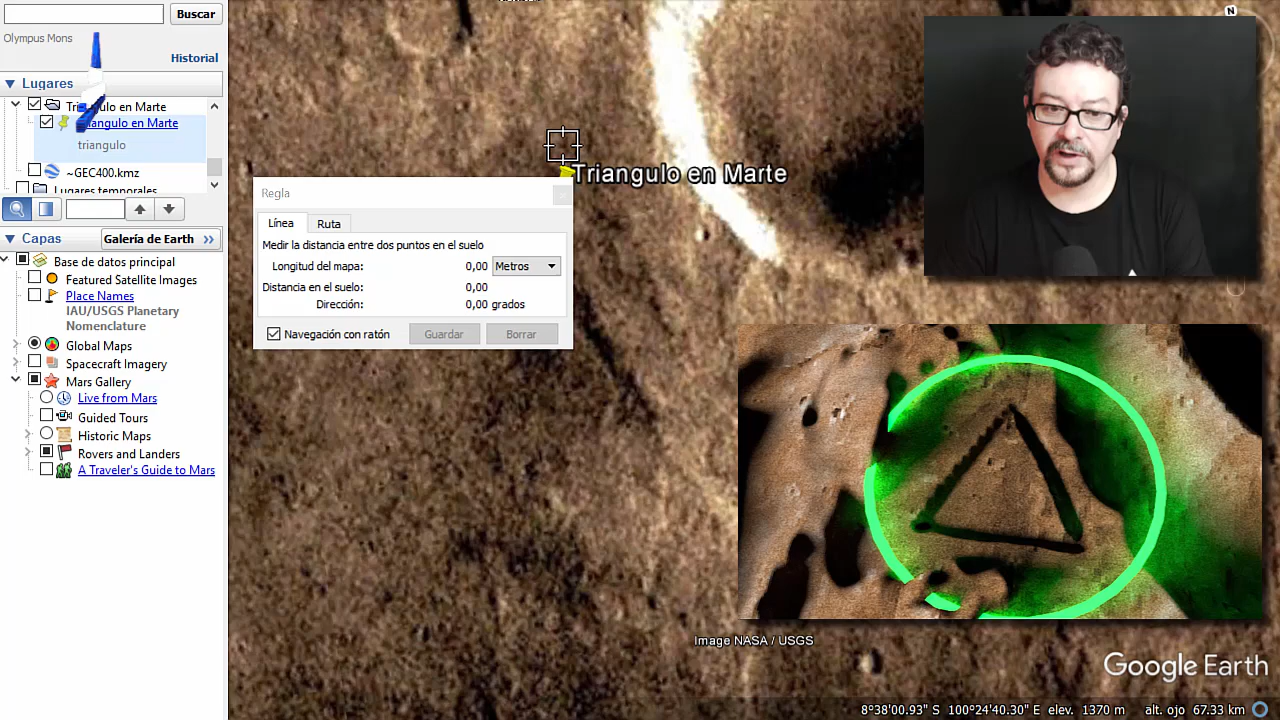 Buscar
Olympus Mons
Historial
Lugares
Triangulo en Marte
triangulo
~GEC400.kmz
Lugares temporales
Capas
Galería de Earth >>
Base de datos principal
Featured Satellite Images
Place Names
IAU/USGS Planetary
Nomenclature
Global Maps
Spacecraft Imagery
Mars Gallery
Live from Mars
Guided Tours
Historic Maps
Rovers and Landers
A Traveler's Guide to Mars
Regla
Línea
Ruta
Medir la distancia entre dos puntos en el suelo
Longitud del mapa: 0,00 Metros
Distancia en el suelo: 0,00
Dirección: 0,00 grados
Navegación con ratón
Guardar
Borrar
Triangulo en Marte
N
Image NASA / USGS
Google Earth
8°38'00.93" S 100°24'40.30" E elev. 1370 m alt. ojo 67.33 km